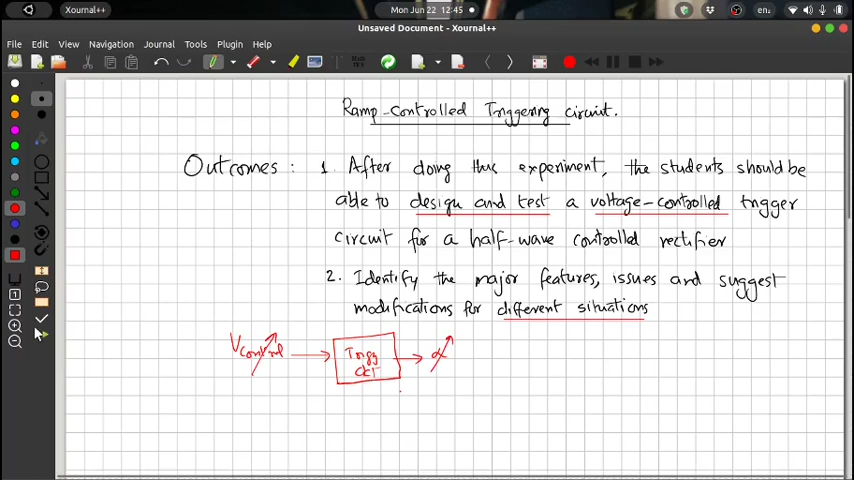 Xournal++
Mon Jun 22 12:45
en₂
Unsaved Document - Xournal++
File Edit View Navigation Journal Tools Plugin Help
Ramp-Controlled Triggering circuit.
Outcomes : 1. After doing this experiment, the students should be
able to design and test a voltage-controlled trigger
circuit for a half-wave controlled rectifier
2. Identify the major features, issues and suggest
modifications for different situations
Vcontrol → Trigg → α
CKT